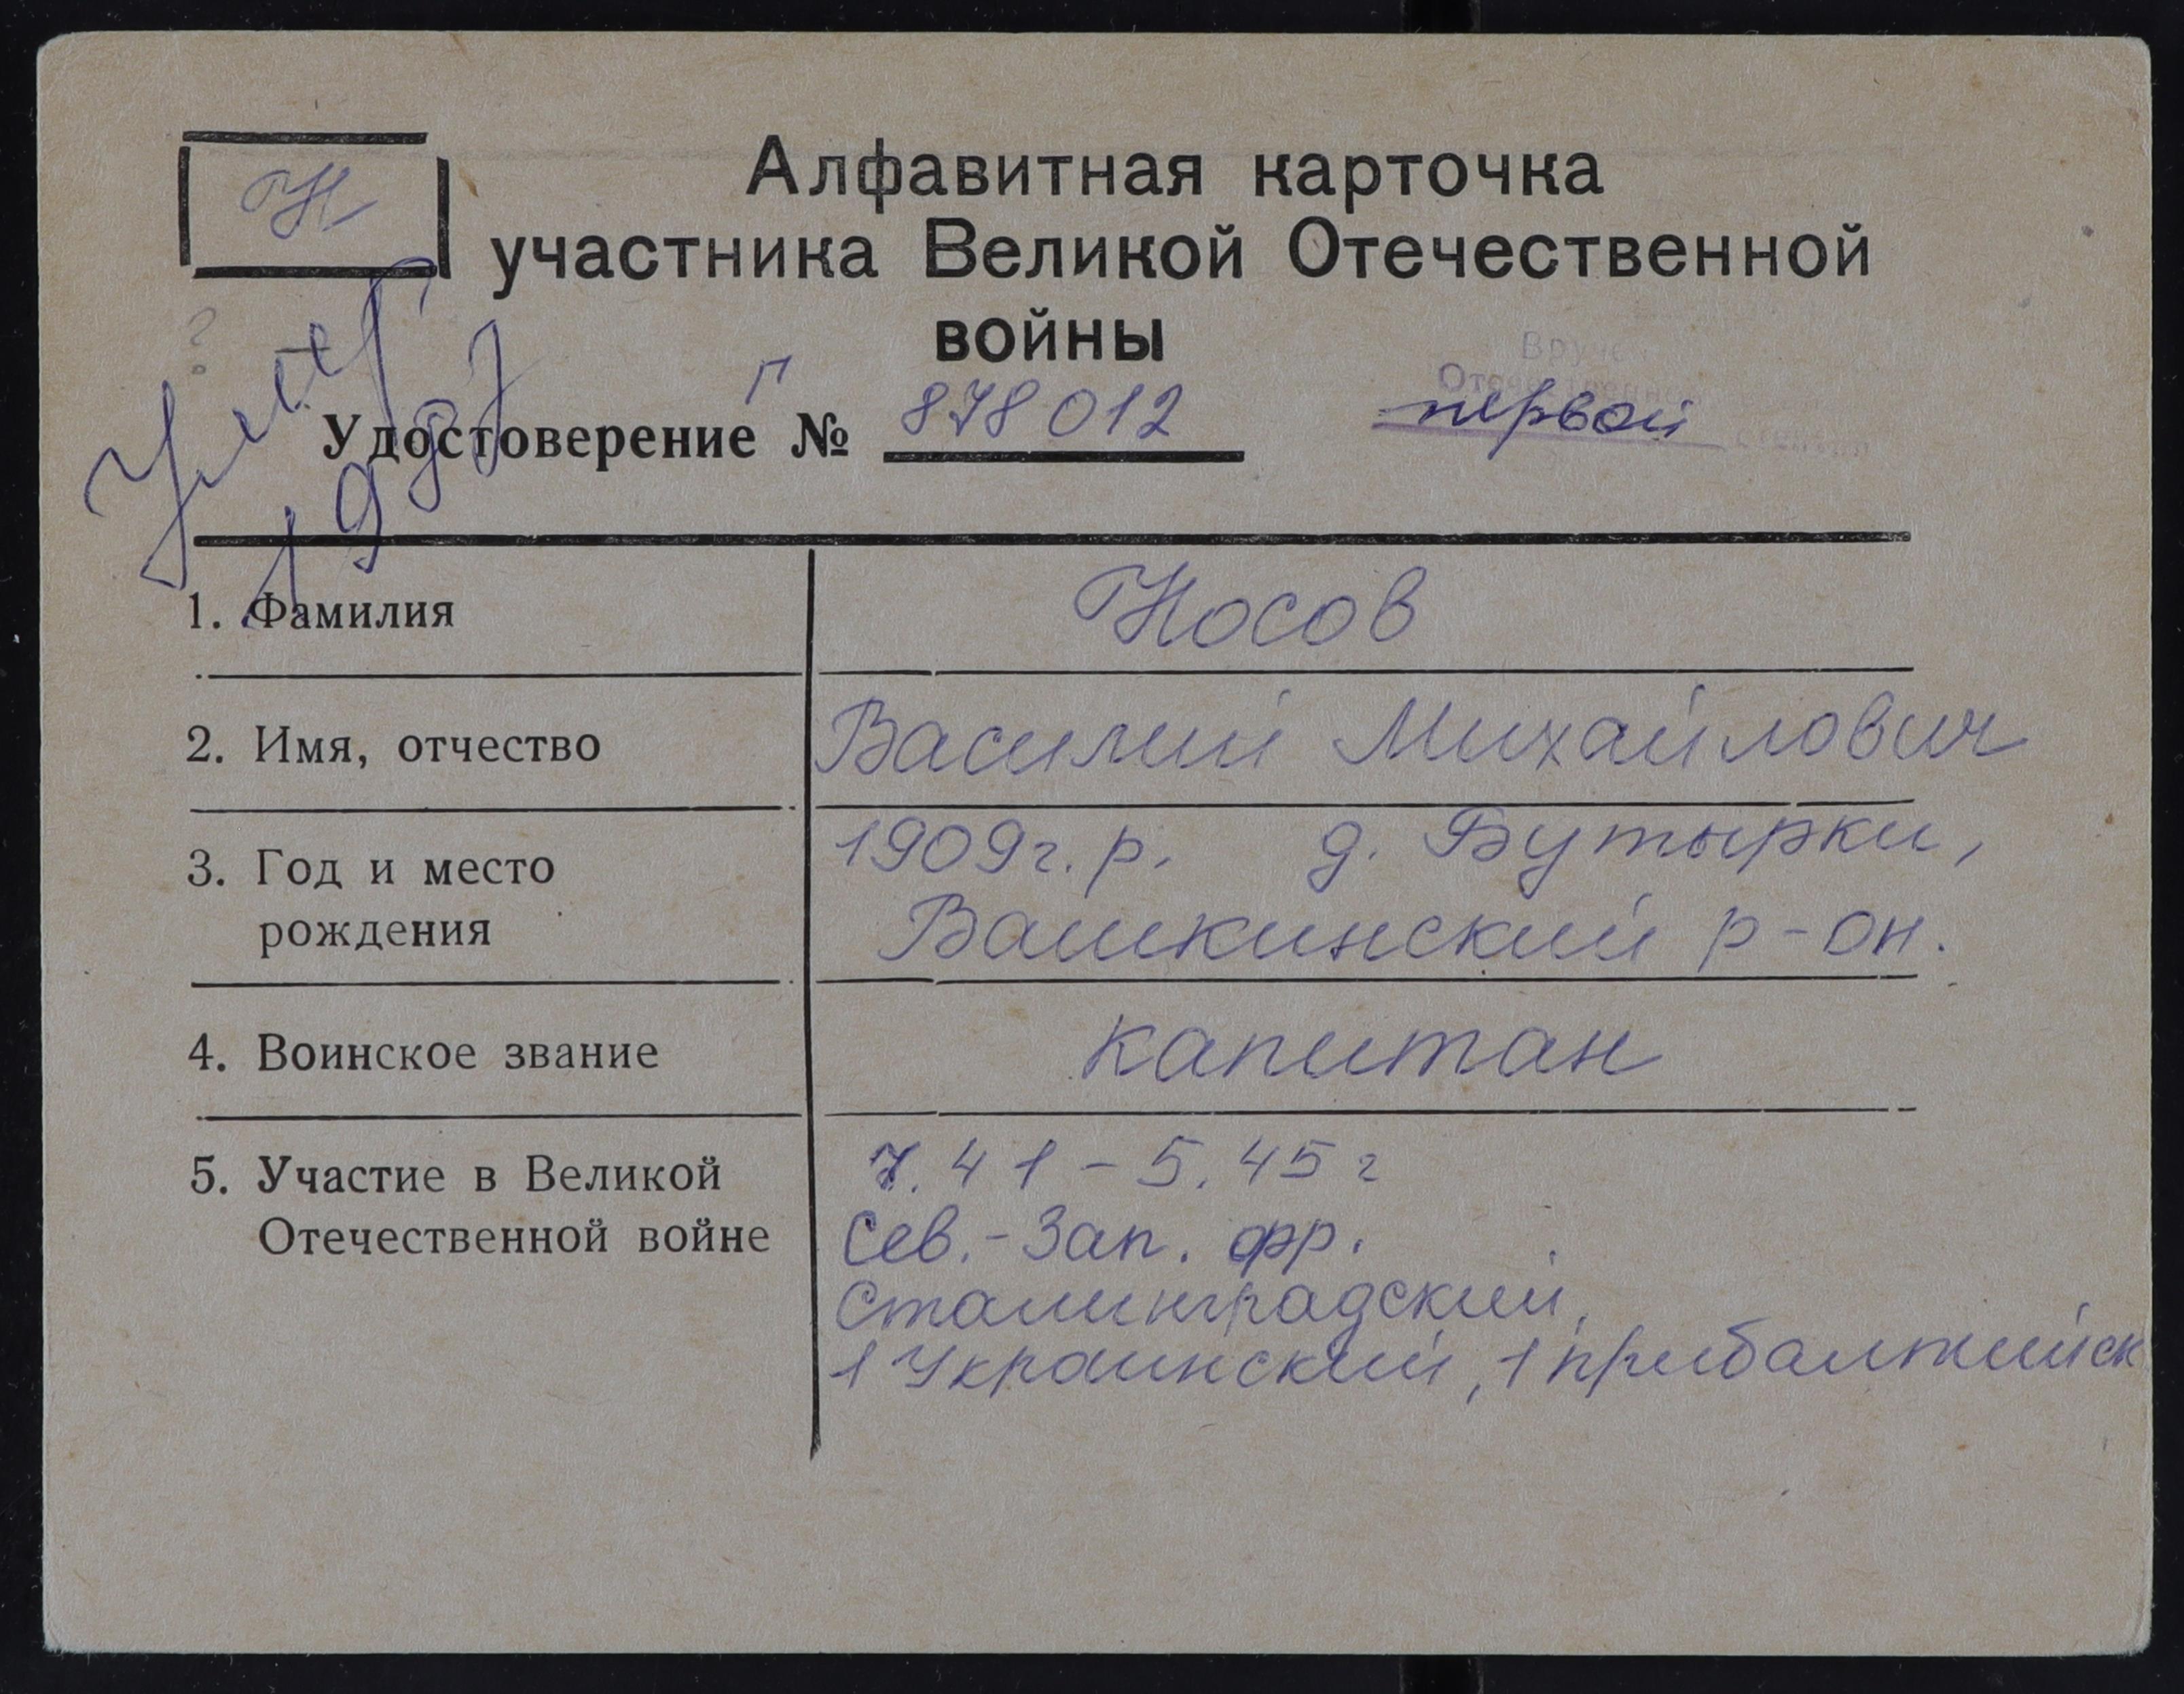 Н
Алфавитная карточка
участника Великой Отечественной
войны
Умер
1987
Удостоверение № Г 878012
первой
1. Фамилия Носов
2. Имя, отчество Василий Михайлович
3. Год и место 1909 г. р. д. Бутырки,
рождения Вашкинский р-он.
4. Воинское звание капитан
5. Участие в Великой 7.41 - 5.45 г
Отечественной войне Сев.-Зап. фр.
Сталинградский,
1 Украинский, 1 прибалтийск